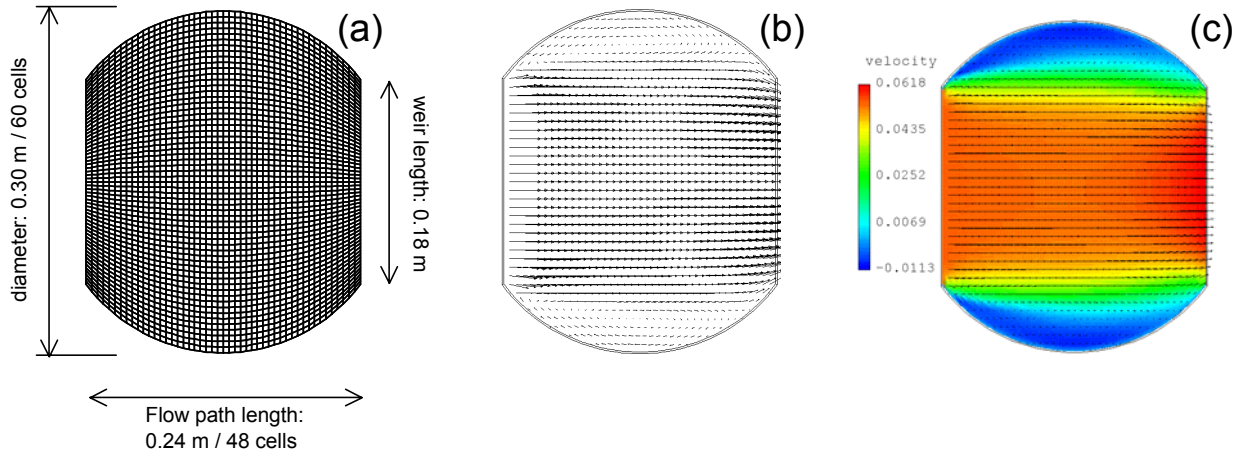 (a)
diameter: 0.30 m / 60 cells
weir length: 0.18 m
Flow path length:
0.24 m / 48 cells
(b)
(c)
velocity
0.0618
0.0435
0.0252
0.0069
-0.0113